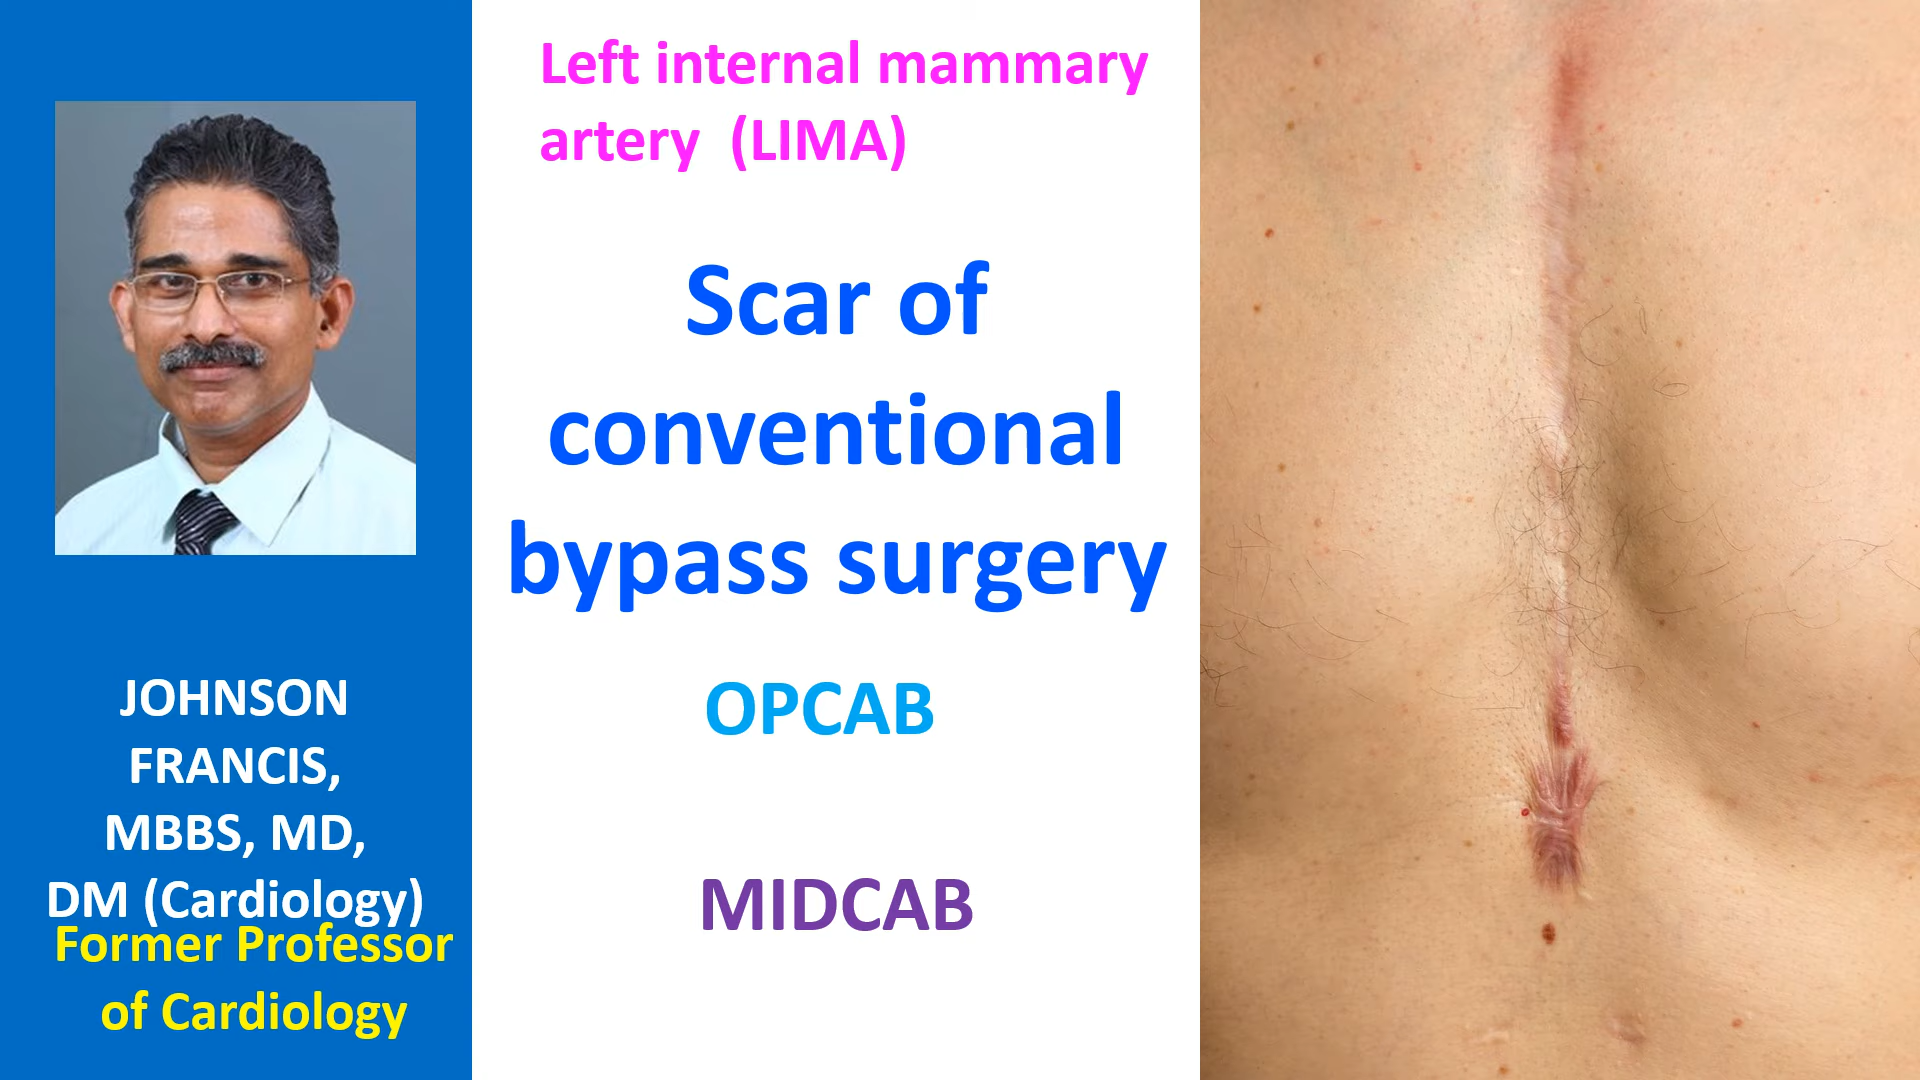 JOHNSON
FRANCIS,
MBBS, MD,
DM (Cardiology)
Former Professor
of Cardiology
Left internal mammary
artery (LIMA)
Scar of
conventional
bypass surgery
OPCAB
MIDCAB